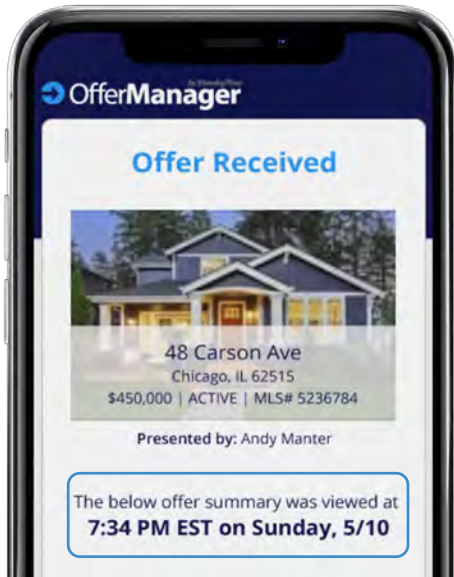 OfferManager
Offer Received
48 Carson Ave
Chicago, IL 62515
$450,000 | ACTIVE | MLS# 5236784
Presented by: Andy Manter
The below offer summary was viewed at
7:34 PM EST on Sunday, 5/10